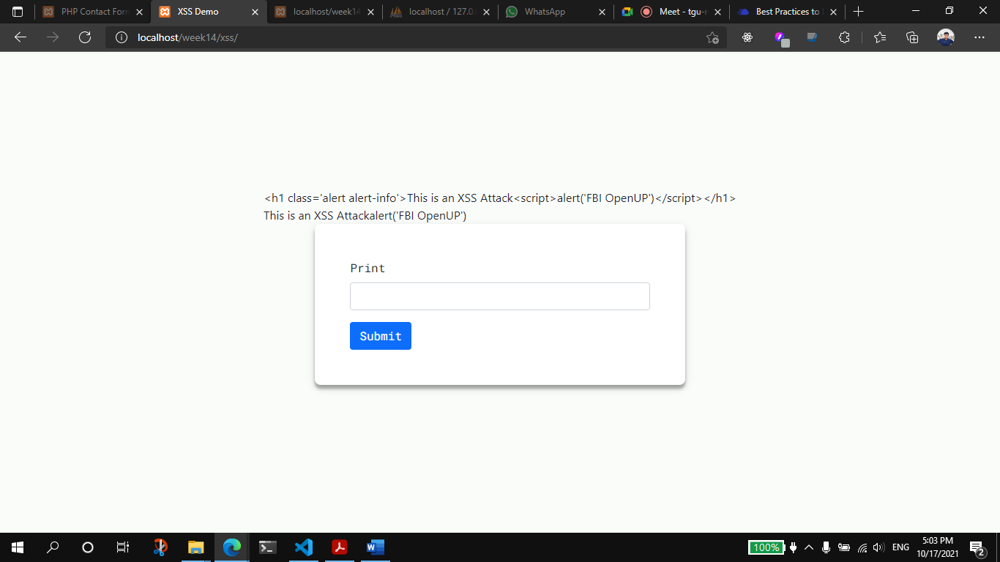 PHP Contact Form
XSS Demo
localhost/week14
localhost / 127.0.
WhatsApp
Meet - tgu-
Best Practices to
localhost/week14/xss/
<h1 class='alert alert-info'>This is an XSS Attack<script>alert('FBI OpenUP')</script></h1>
This is an XSS Attackalert('FBI OpenUP')
Print
Submit
100%
ENG
5:03 PM
10/17/2021
2